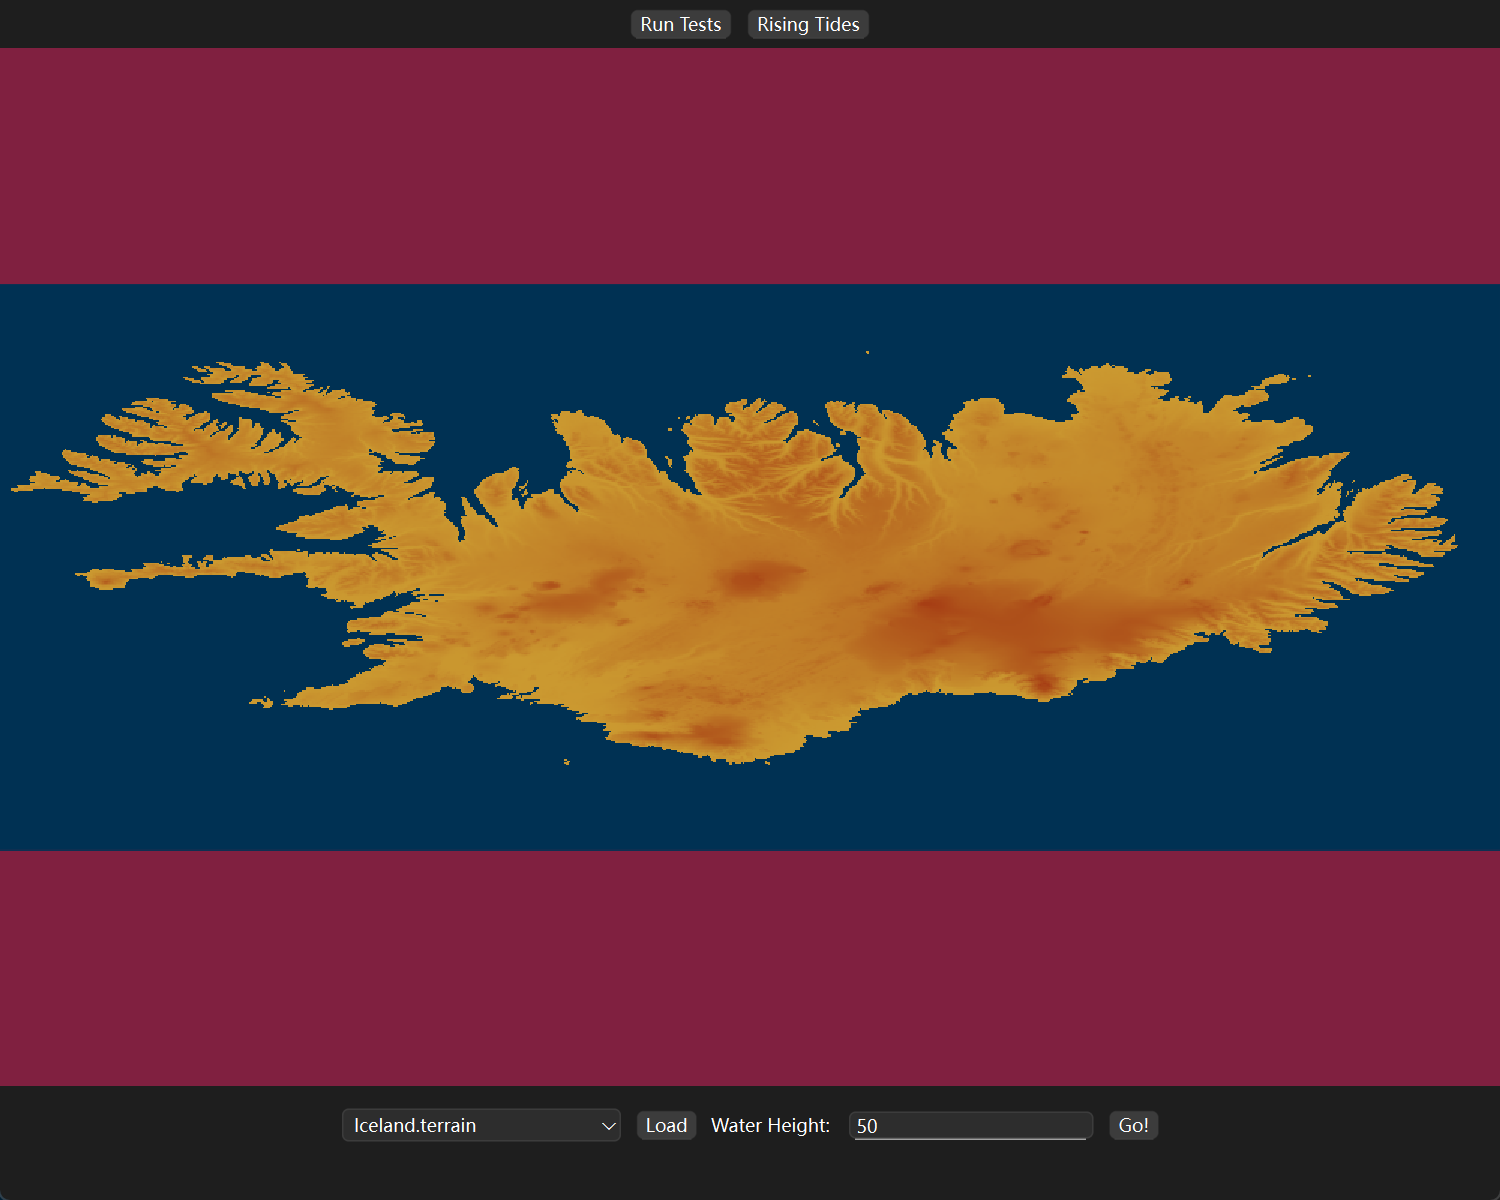 Run Tests Rising Tides
Iceland.terrain Load Water Height: 50 Go!